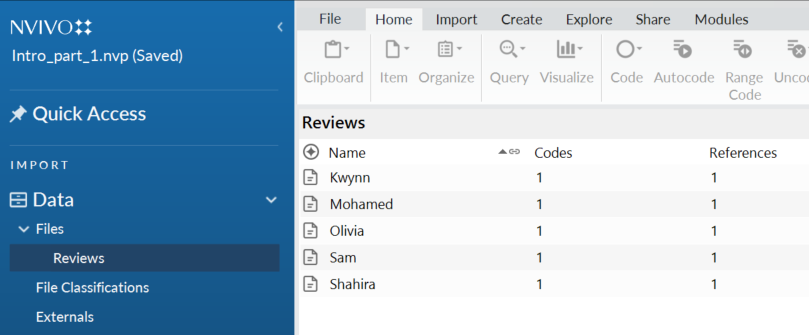 NVIVO
Intro_part_1.nvp (Saved)
Quick Access
IMPORT
Data
Files
Reviews
File Classifications
Externals
File Home Import Create Explore Share Modules
Clipboard Item Organize Query Visualize Code Autocode Range Code
Reviews
Name Codes References
Kwynn 1 1
Mohamed 1 1
Olivia 1 1
Sam 1 1
Shahira 1 1